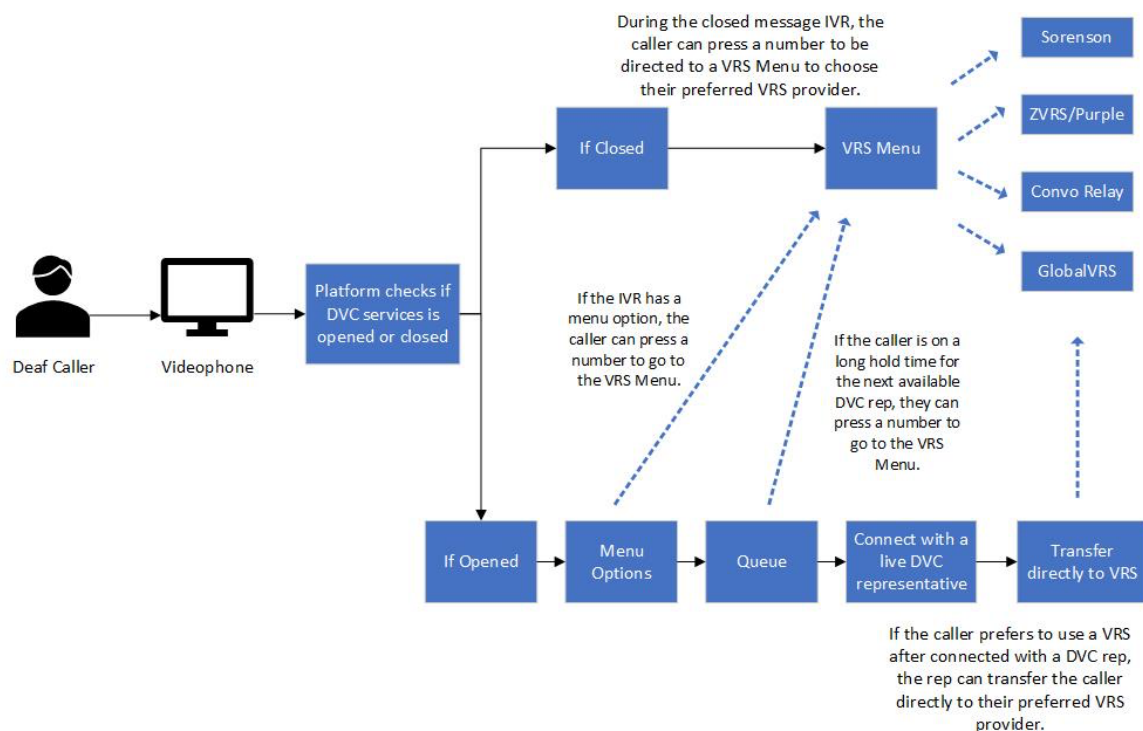 During the closed message IVR, the
caller can press a number to be
directed to a VRS Menu to choose
their preferred VRS provider.
Sorenson
ZVRS/Purple
If Closed
VRS Menu
Convo Relay
GlobalVRS
Platform checks if
DVC services is
opened or closed
Deaf Caller
Videophone
If the IVR has a
menu option, the
caller can press a
number to go to
the VRS Menu.
If the caller is on a
long hold time for
the next available
DVC rep, they can
press a number to
go to the VRS
Menu.
If Opened
Menu
Options
Queue
Connect with a
live DVC
representative
Transfer
directly to VRS
If the caller prefers to use a VRS
after connected with a DVC rep,
the rep can transfer the caller
directly to their preferred VRS
provider.